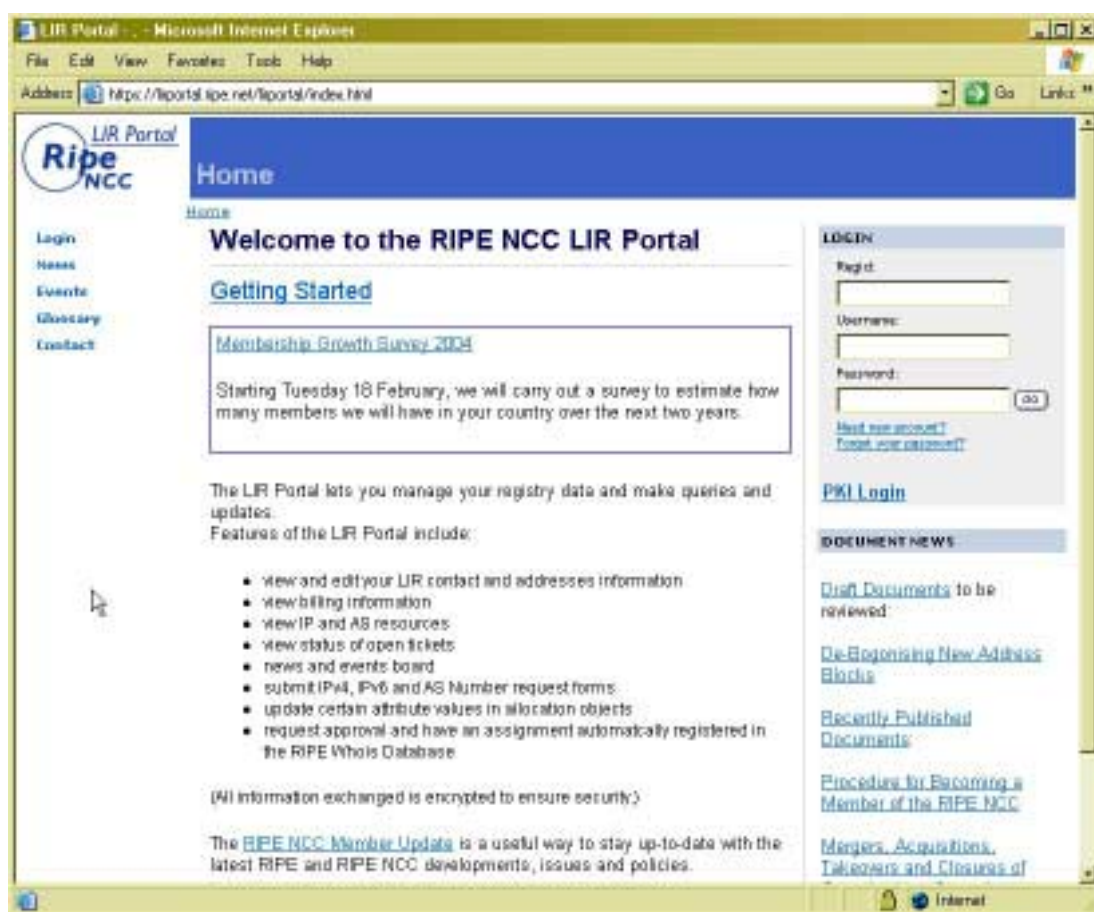 LIR Portal - . - Microsoft Internet Explorer
File Edit View Favorites Tools Help
Address https://lirportal.ripe.net/lirportal/index.html Go Links »
LIR Portal
Ripe
NCC
Home
Home
Login
News
Events
Glossary
Contact
Welcome to the RIPE NCC LIR Portal
Getting Started
Membership Growth Survey 2004
Starting Tuesday 18 February, we will carry out a survey to estimate how
many members we will have in your country over the next two years.
The LIR Portal lets you manage your registry data and make queries and
updates.
Features of the LIR Portal include:
• view and edit your LIR contact and addresses information
• view billing information
• view IP and AS resources
• view status of open tickets
• news and events board
• submit IPv4, IPv6 and AS Number request forms
• update certain attribute values in allocation objects
• request approval and have an assignment automatically registered in
the RIPE Whois Database
(All information exchanged is encrypted to ensure security.)
The RIPE NCC Member Update is a useful way to stay up-to-date with the
latest RIPE and RIPE NCC developments, issues and policies.
LOGIN
Regid:
Username:
Password:
GO
Need new account?
Forgot your password?
PKI Login
DOCUMENT NEWS
Draft Documents to be
reviewed:
De-Bogonising New Address
Blocks
Recently Published
Documents:
Procedure for Becoming a
Member of the RIPE NCC
Mergers, Acquisitions,
Takeovers and Closures of
Internet